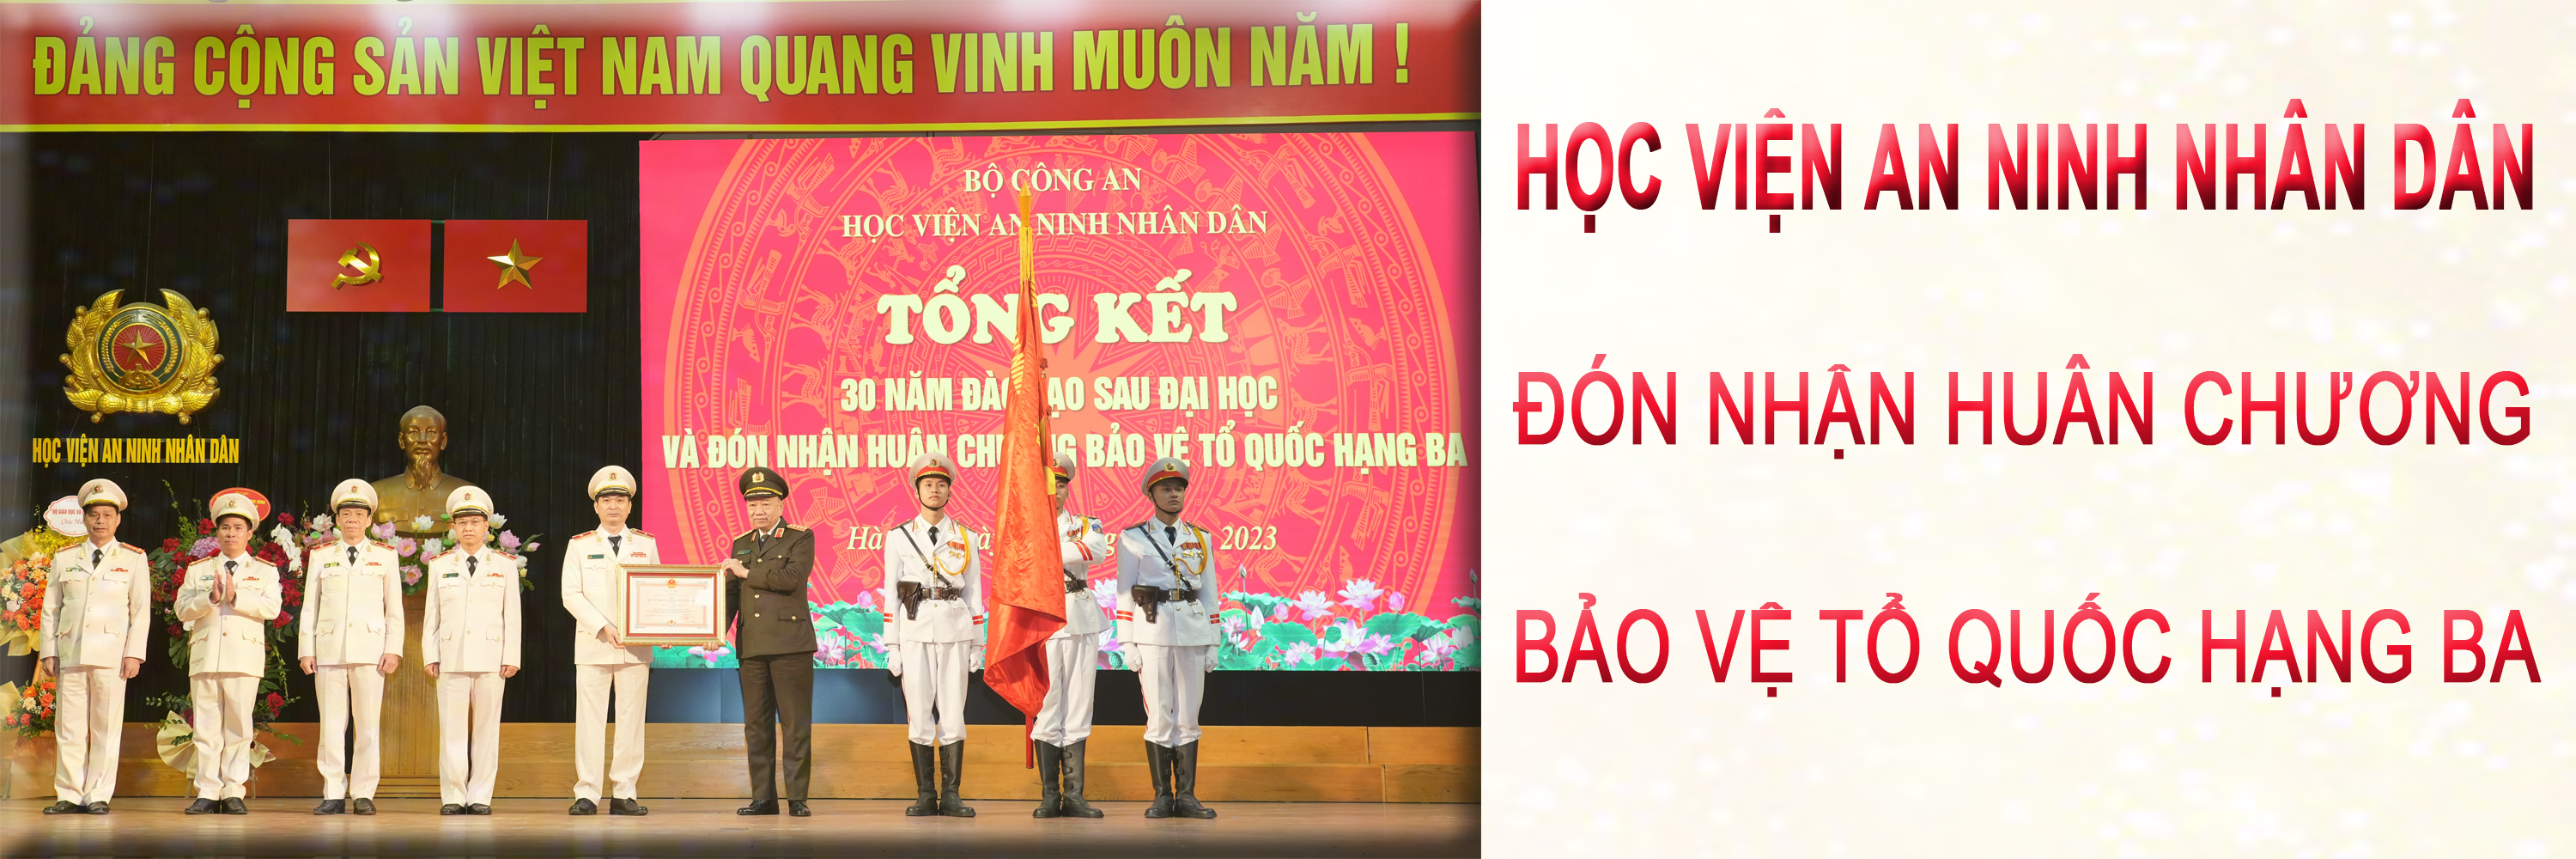 ĐẢNG CỘNG SẢN VIỆT NAM QUANG VINH MUÔN NĂM !
BỘ CÔNG AN
HỌC VIỆN AN NINH NHÂN DÂN
TỔNG KẾT
30 NĂM ĐÀO TẠO SAU ĐẠI HỌC
VÀ ĐÓN NHẬN HUÂN CHƯƠNG BẢO VỆ TỔ QUỐC HẠNG BA
2023
HỌC VIỆN AN NINH NHÂN DÂN
HỌC VIỆN AN NINH NHÂN DÂN
ĐÓN NHẬN HUÂN CHƯƠNG
BẢO VỆ TỔ QUỐC HẠNG BA